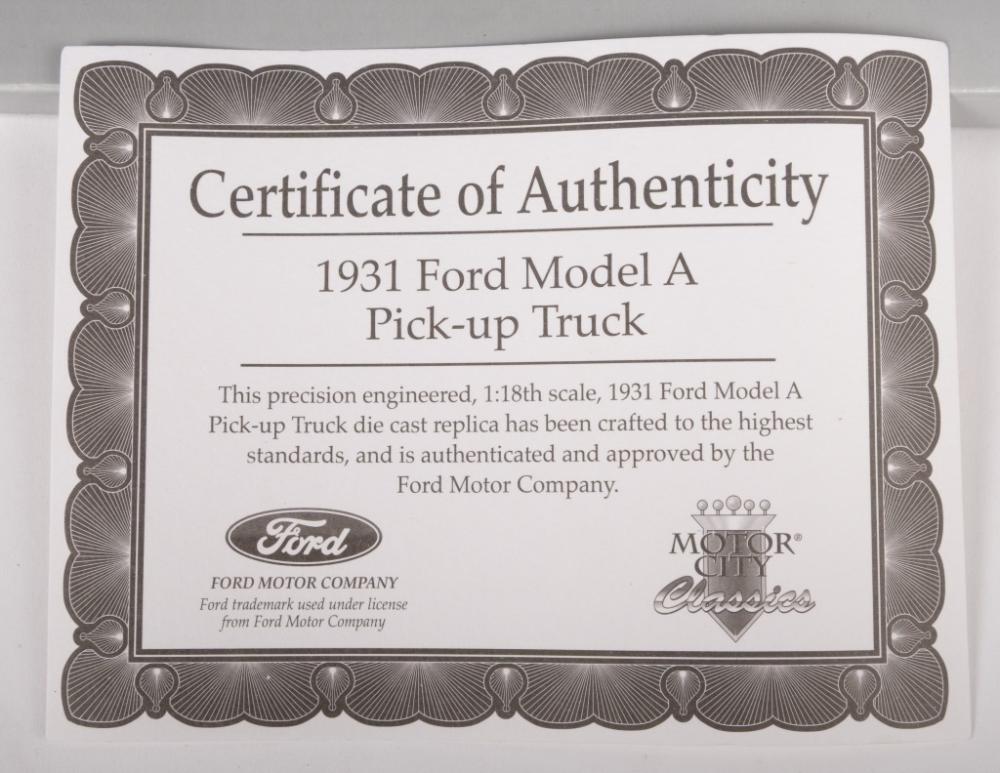 Certificate of Authenticity
1931 Ford Model A
Pick-up Truck
This precision engineered, 1:18th scale, 1931 Ford Model A
Pick-up Truck die cast replica has been crafted to the highest
standards, and is authenticated and approved by the
Ford Motor Company.
Ford
FORD MOTOR COMPANY
Ford trademark used under license
from Ford Motor Company
MOTOR®
CITY
Classics